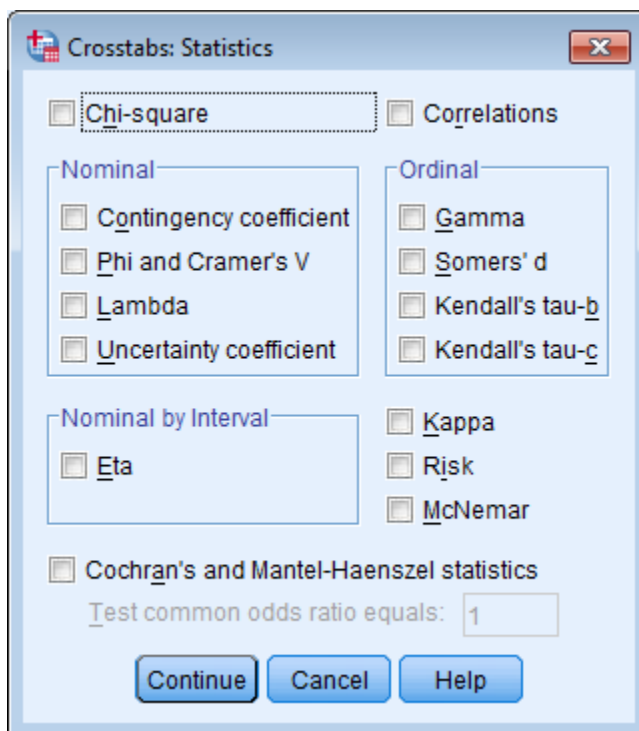 Crosstabs: Statistics
Chi-square
Correlations
Nominal
Contingency coefficient
Phi and Cramer's V
Lambda
Uncertainty coefficient
Ordinal
Gamma
Somers' d
Kendall's tau-b
Kendall's tau-c
Nominal by Interval
Eta
Kappa
Risk
McNemar
Cochran's and Mantel-Haenszel statistics
Test common odds ratio equals: 1
Continue Cancel Help